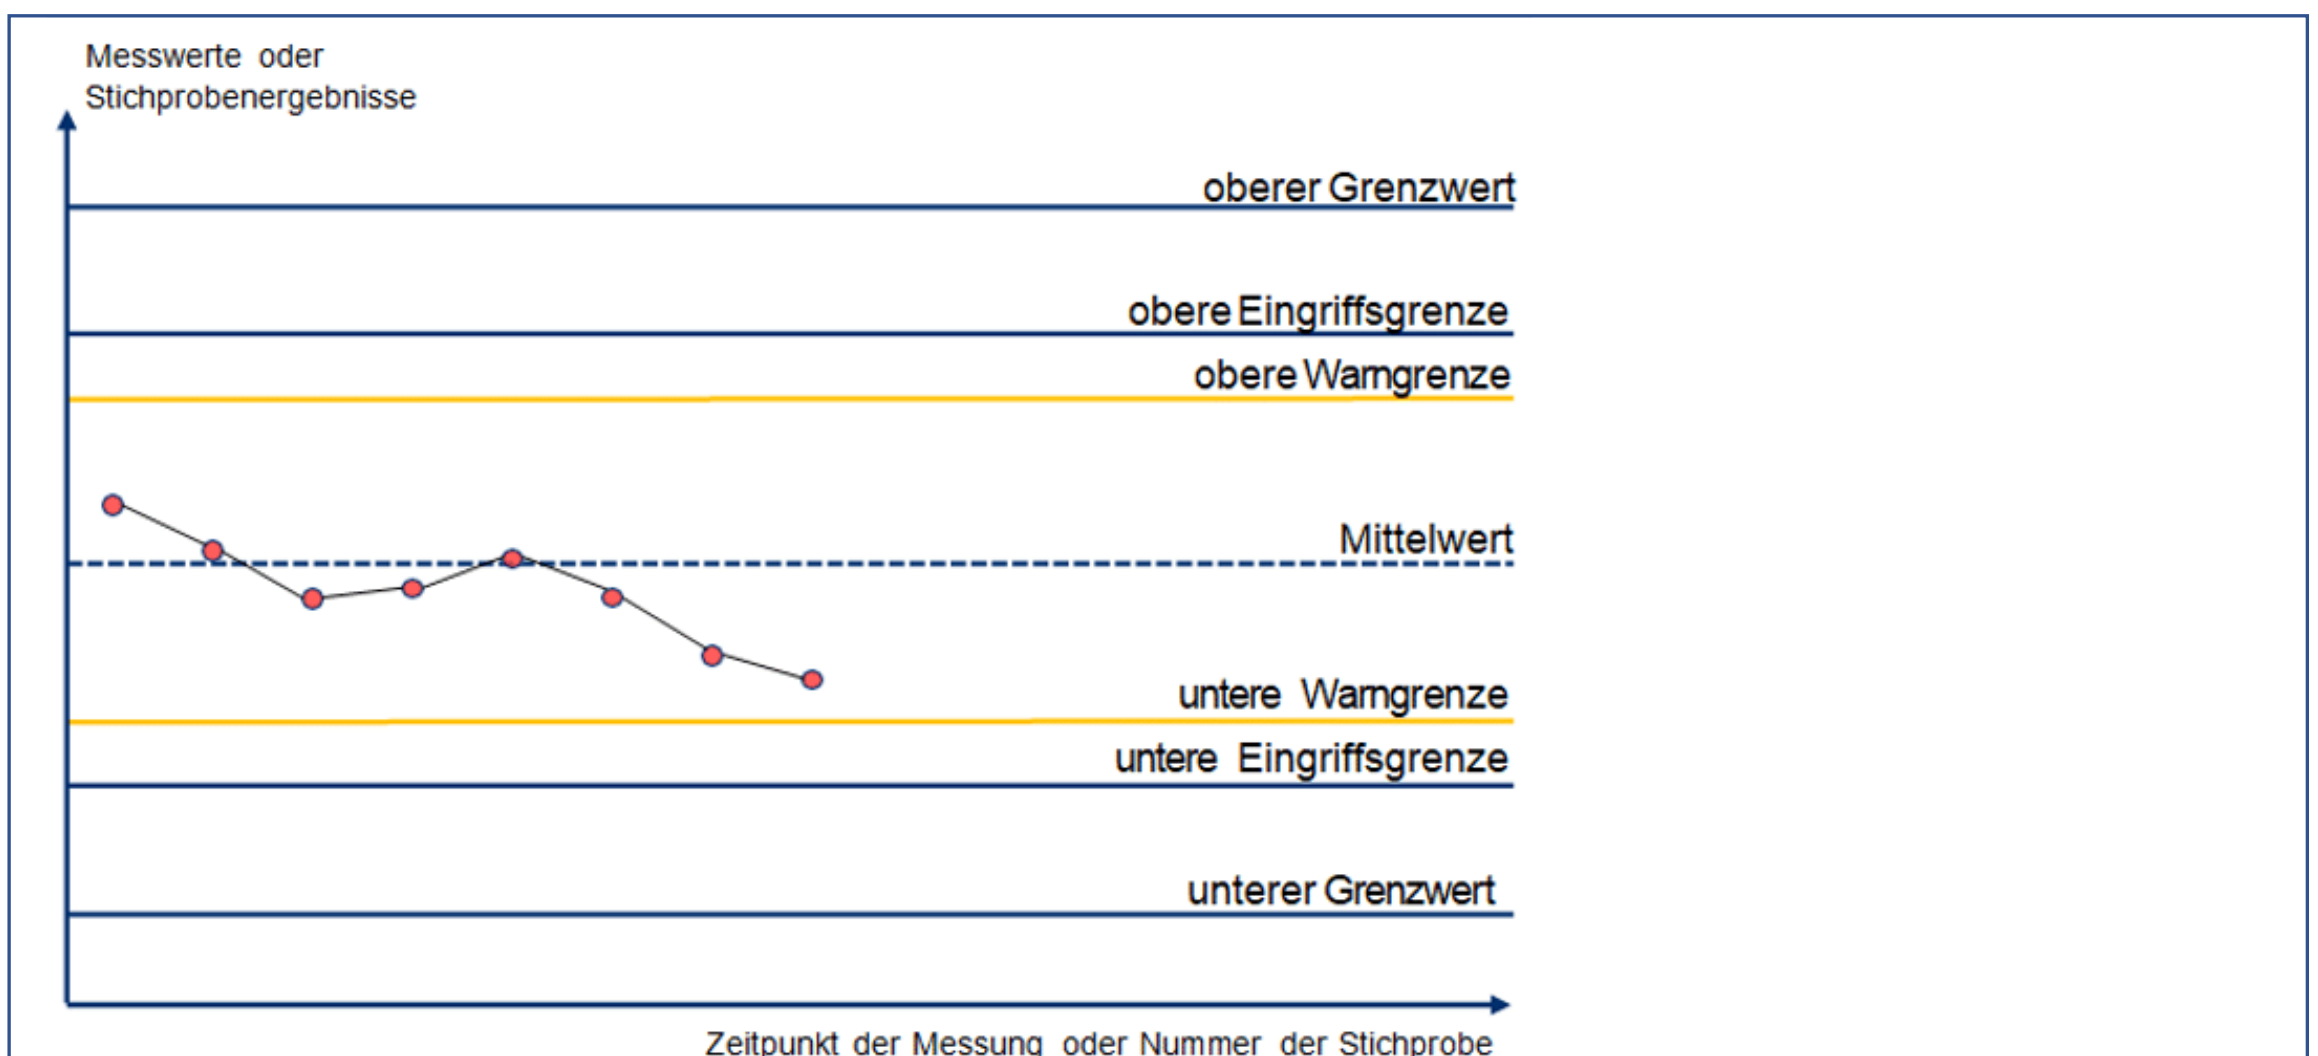 Messwerte oder
Stichprobenergebnisse
oberer Grenzwert
obere Eingriffsgrenze
obere Warngrenze
Mittelwert
untere Warngrenze
untere Eingriffsgrenze
unterer Grenzwert
Zeitpunkt der Messung oder Nummer der Stichprobe